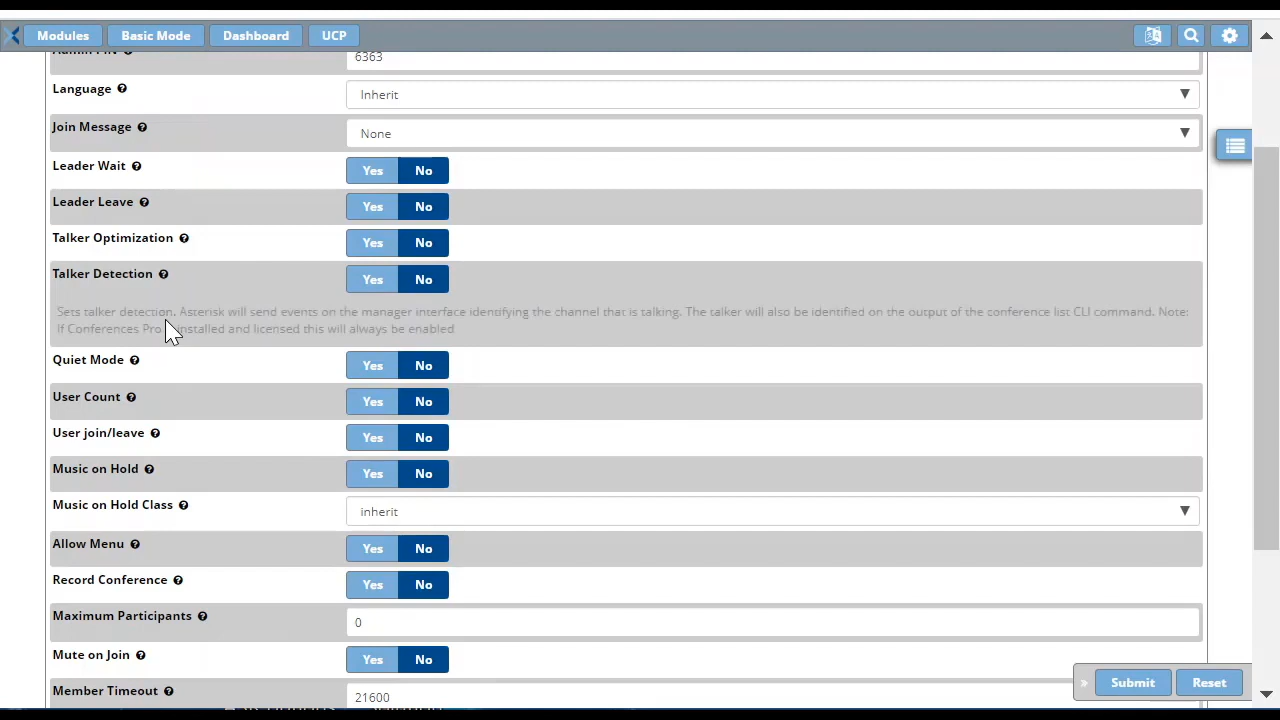 Modules Basic Mode Dashboard UCP
Admin PIN 6363
Language Inherit
Join Message None
Leader Wait Yes No
Leader Leave Yes No
Talker Optimization Yes No
Talker Detection Yes No
Sets talker detection. Asterisk will send events on the manager interface identifying the channel that is talking. The talker will also be identified on the output of the conference list CLI command. Note:
If Conferences Pro installed and licensed this will always be enabled
Quiet Mode Yes No
User Count Yes No
User join/leave Yes No
Music on Hold Yes No
Music on Hold Class inherit
Allow Menu Yes No
Record Conference Yes No
Maximum Participants 0
Mute on Join Yes No
Member Timeout 21600
» Submit Reset